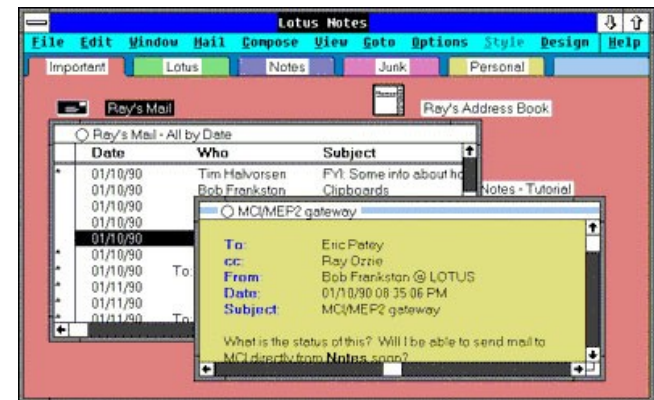 Lotus Notes
File Edit Window Mail Compose View Goto Options Style Design Help
Important Lotus Notes Junk Personal
Ray's Mail Ray's Address Book
Ray's Mail - All by Date
Date Who Subject
* 01/10/90 Tim Halvorsen FYI: Some info about ho
01/10/90 Bob Frankston Clipboards
Notes - Tutorial
01/10/90
01/10/90
01/10/90
* 01/10/90
* 01/10/90 To:
* 01/11/90
* 01/11/90
* 01/11/90 To:
MCI/MEP2 gateway
To: Eric Patey
cc: Ray Ozzie
From: Bob Frankston @ LOTUS
Date: 01/10/90 08:35:06 PM
Subject: MCI/MEP2 gateway
What is the status of this? Will I be able to send mail to
MCI directly from Notes soon?